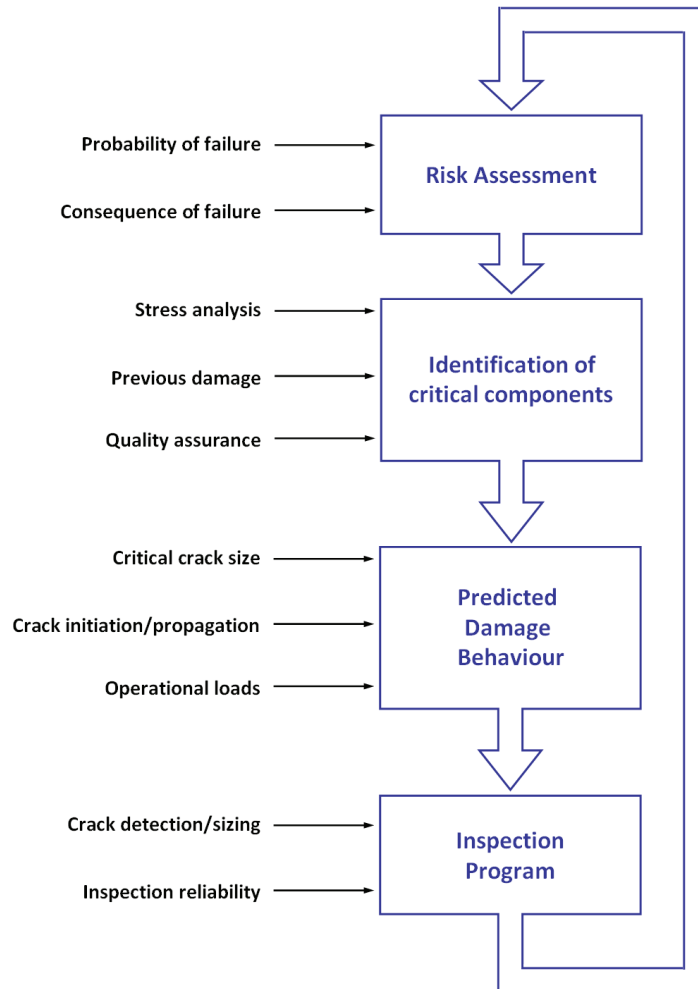 Probability of failure
Risk Assessment
Consequence of failure
Stress analysis
Previous damage
Identification of
critical components
Quality assurance
Critical crack size
Crack initiation/propagation
Predicted
Damage
Behaviour
Operational loads
Crack detection/sizing
Inspection
Program
Inspection reliability